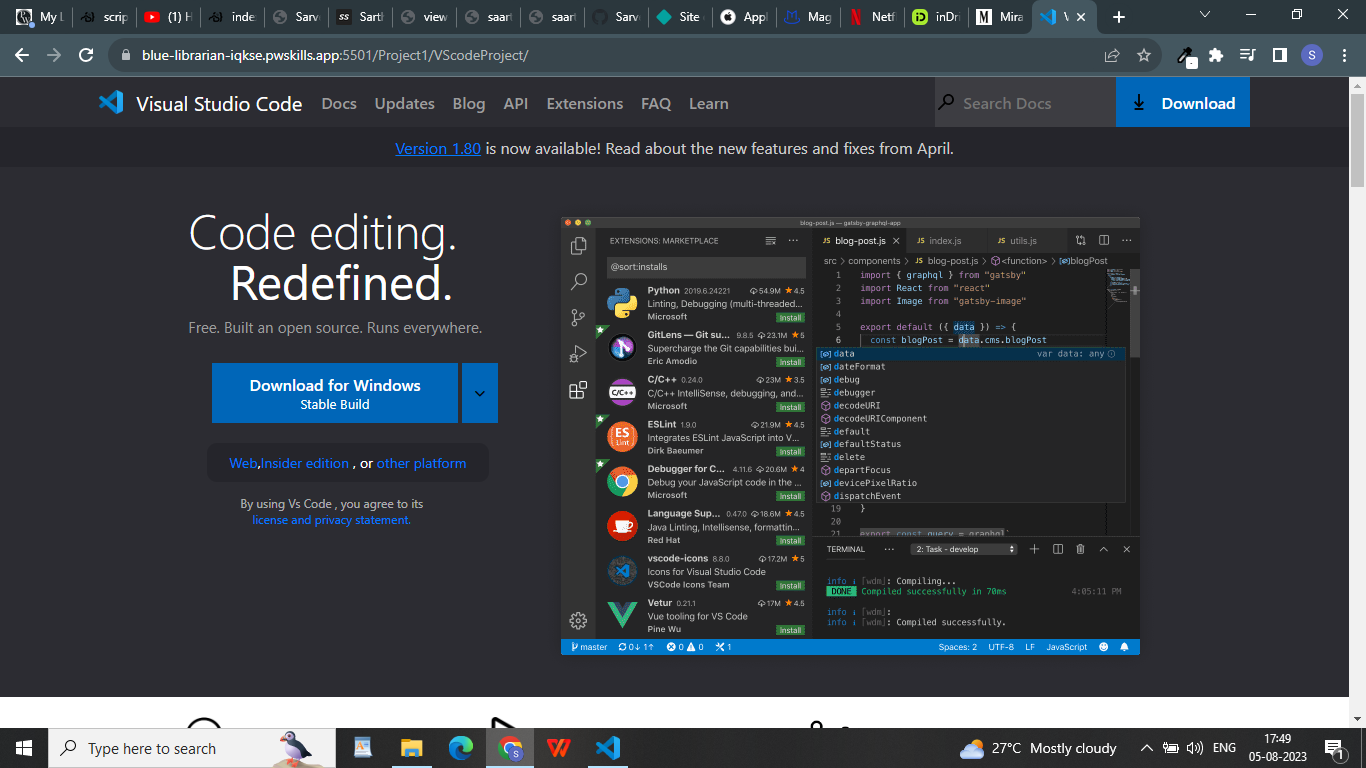 My L
scrip
(1) H
inde
Sarv
SS Sartl
view
saar
saar
Sarv
Site
Appl
Mag
Netf
inDri
M Mira
V
blue-librarian-iqkse.pwskills.app:5501/Project1/VScodeProject/
S
Visual Studio Code Docs Updates Blog API Extensions FAQ Learn Search Docs Download
Version 1.80 is now available! Read about the new features and fixes from April.
Code editing.
Redefined.
Free. Built an open source. Runs everywhere.
Download for Windows
Stable Build
Web,Insider edition , or other platform
By using Vs Code , you agree to its
license and privacy statement.
blog-post.js — gatsby-graphql-app
EXTENSIONS: MARKETPLACE
@sort:installs
Python 2019.6.24221 54.9M 4.5
Linting, Debugging (multi-threaded...
Microsoft Install
GitLens — Git su... 9.8.5 23.1M 5
Supercharge the Git capabilities bui...
Eric Amodio Install
C/C++ 0.24.0 23M 3.5
C/C++ IntelliSense, debugging, and...
C/C++
Microsoft Install
ESLint 1.9.0 21.9M 4.5
Integrates ESLint JavaScript into V...
ES
Lint
Dirk Baeumer Install
Debugger for C... 4.11.6 20.6M 4
Debug your JavaScript code in the ...
Microsoft Install
Language Sup... 0.47.0 18.6M 4.5
Java Linting, Intellisense, formattin...
Red Hat Install
vscode-icons 8.8.0 17.2M 5
Icons for Visual Studio Code
VSCode Icons Team Install
Vetur 0.21.1 17M 4.5
Vue tooling for VS Code
Pine Wu Install
JS blog-post.js JS index.js JS utils.js
src > components > JS blog-post.js > <function> > blogPost
1 import { graphql } from "gatsby"
2 import React from "react"
3 import Image from "gatsby-image"
4
5 export default ({ data }) => {
6 const blogPost = data.cms.blogPost
data var data: any
dateFormat
debug
debugger
decodeURI
decodeURIComponent
default
defaultStatus
delete
departFocus
devicePixelRatio
dispatchEvent
19 }
20
21 export const query = graphql`
TERMINAL ... 2: Task - develop
info ↓ [wdm]: Compiling...
DONE Compiled successfully in 70ms 4:05:11 PM
info ↓ [wdm]:
info ↓ [wdm]: Compiled successfully.
master 0↓ 1↑ 0 0 1 Spaces: 2 UTF-8 LF JavaScript
Type here to search
27°C Mostly cloudy
ENG
17:49
05-08-2023
1